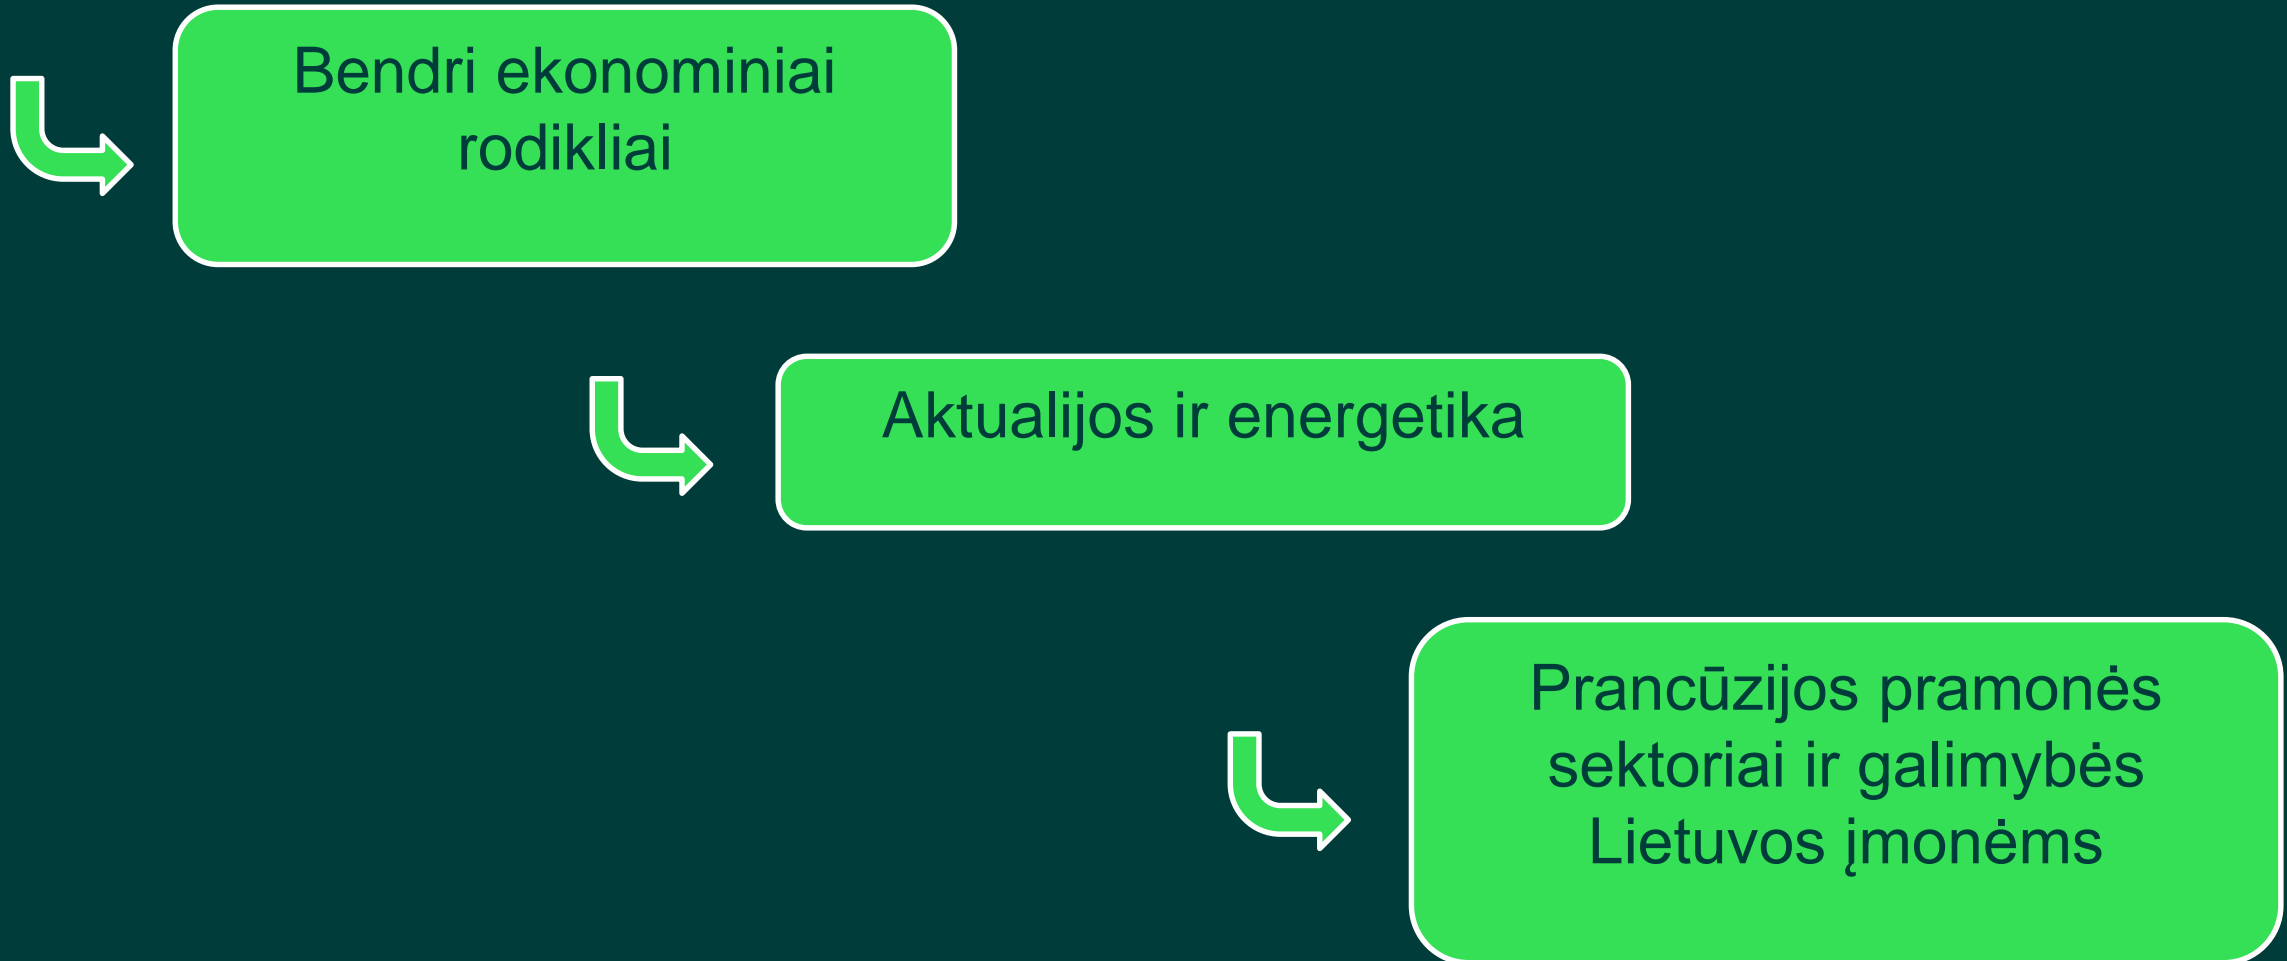 Bendri ekonominiai
rodikliai
Aktualijos ir energetika
Prancūzijos pramonės
sektoriai ir galimybės
Lietuvos įmonėms